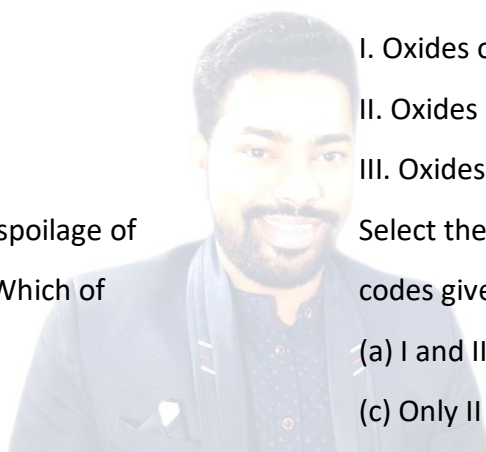 spoilage of
Which of
I. Oxides
II. Oxides
III. Oxides
Select the
codes give
(a) I and II
(c) Only II